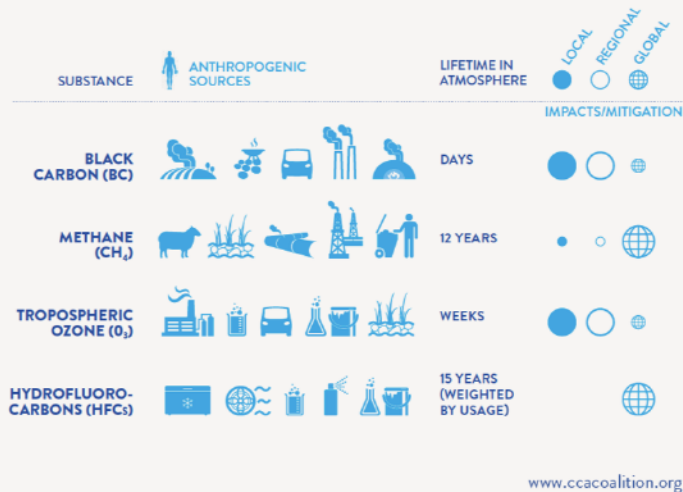 SUBSTANCE
ANTHROPOGENIC
SOURCES
LIFETIME IN
ATMOSPHERE
LOCAL
REGIONAL
GLOBAL
IMPACTS/MITIGATION
BLACK
CARBON (BC)
DAYS
METHANE
(CH₄)
12 YEARS
TROPOSPHERIC
OZONE (0₃)
WEEKS
HYDROFLUORO-
CARBONS (HFCs)
15 YEARS
(WEIGHTED
BY USAGE)
www.ccacoalition.org